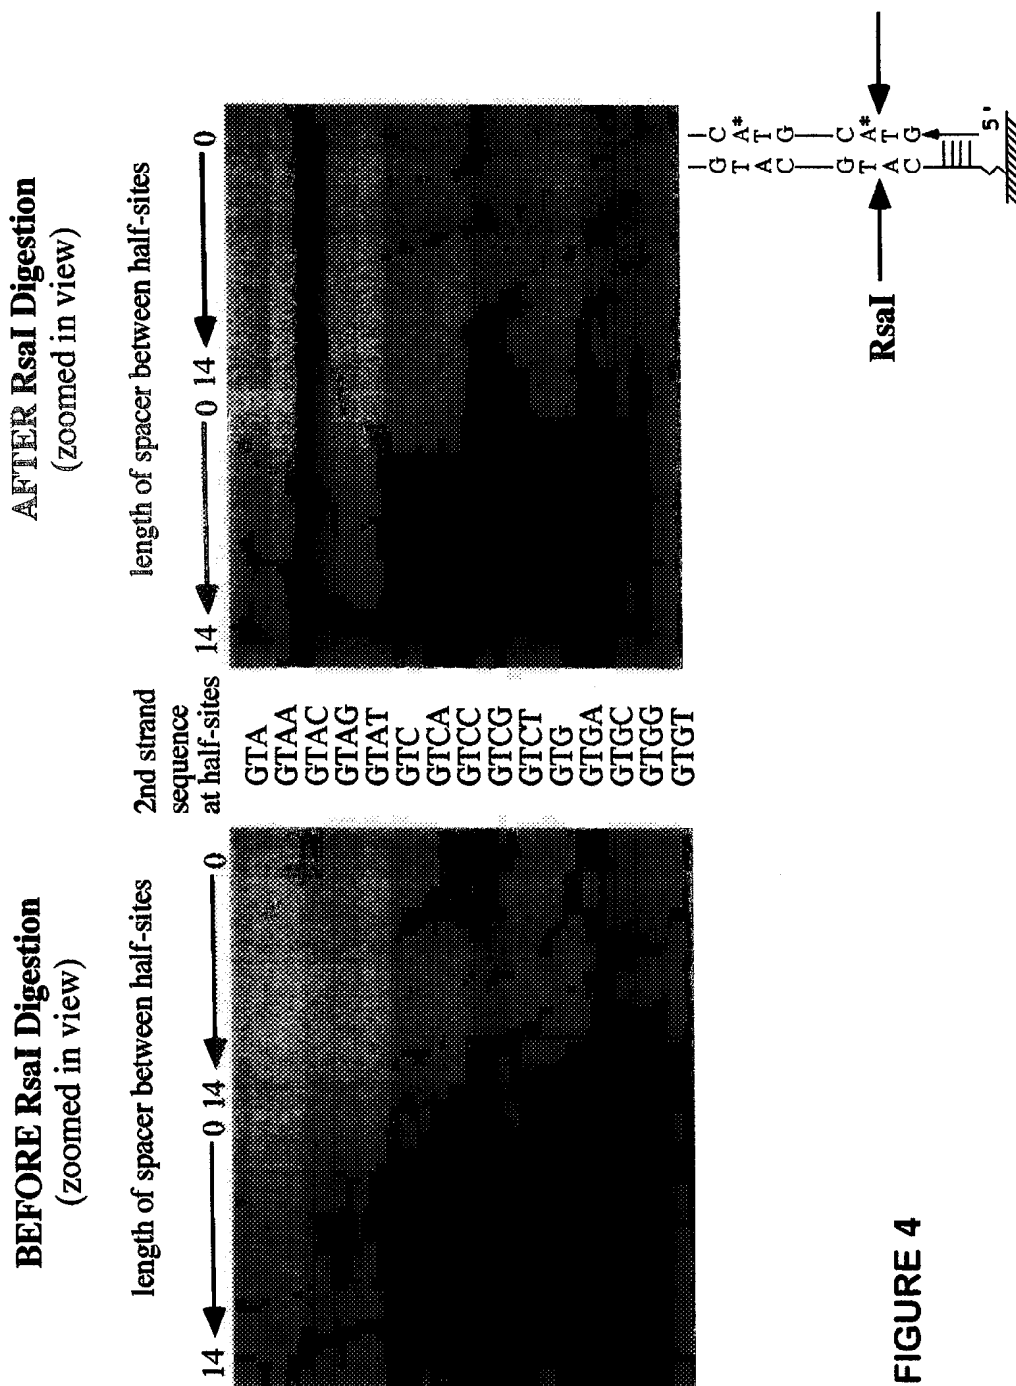 BEFORE RsaI Digestion
(zoomed in view)
length of spacer between half-sites
14 0 14 0
2nd strand
sequence
at half-sites
GTA
GTAA
GTAC
GTAG
GTAT
GTC
GTCA
GTCC
GTCG
GTCT
GTG
GTGA
GTGC
GTGG
GTGT
AFTER RsaI Digestion
(zoomed in view)
length of spacer between half-sites
14 0 14 0
RsaI
G T A C G T A C
C A* T G C A* T G
5'
FIGURE 4